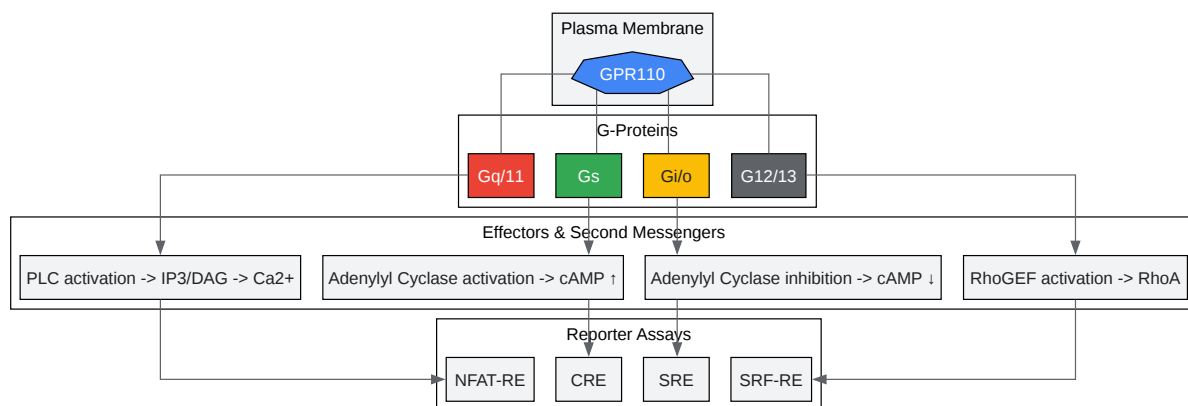 Plasma Membrane
GPR110
G-Proteins
Gq/11
Gs
Gi/o
G12/13
Effectors & Second Messengers
PLC activation -> IP3/DAG -> Ca2+
Adenylyl Cyclase activation -> cAMP ↑
Adenylyl Cyclase inhibition -> cAMP ↓
RhoGEF activation -> RhoA
Reporter Assays
NFAT-RE
CRE
SRE
SRF-RE